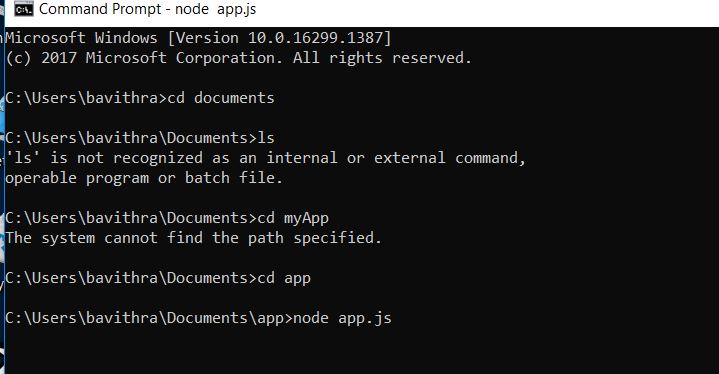 Command Prompt - node  app.js
Microsoft Windows [Version 10.0.16299.1387]
(c) 2017 Microsoft Corporation. All rights reserved.
C:\Users\bavithra>cd documents
C:\Users\bavithra\Documents>ls
'ls' is not recognized as an internal or external command,
operable program or batch file.
C:\Users\bavithra\Documents>cd myApp
The system cannot find the path specified.
C:\Users\bavithra\Documents>cd app
C:\Users\bavithra\Documents\app>node app.js